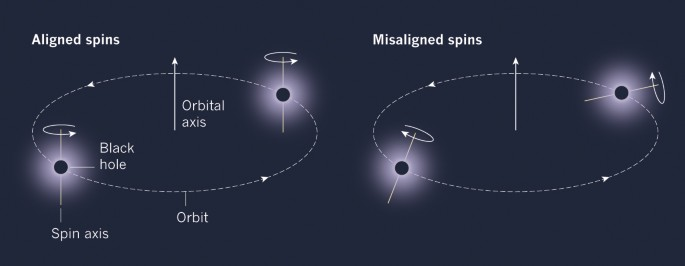 Aligned spins
Orbital
axis
Black
hole
Orbit
Spin axis
Misaligned spins